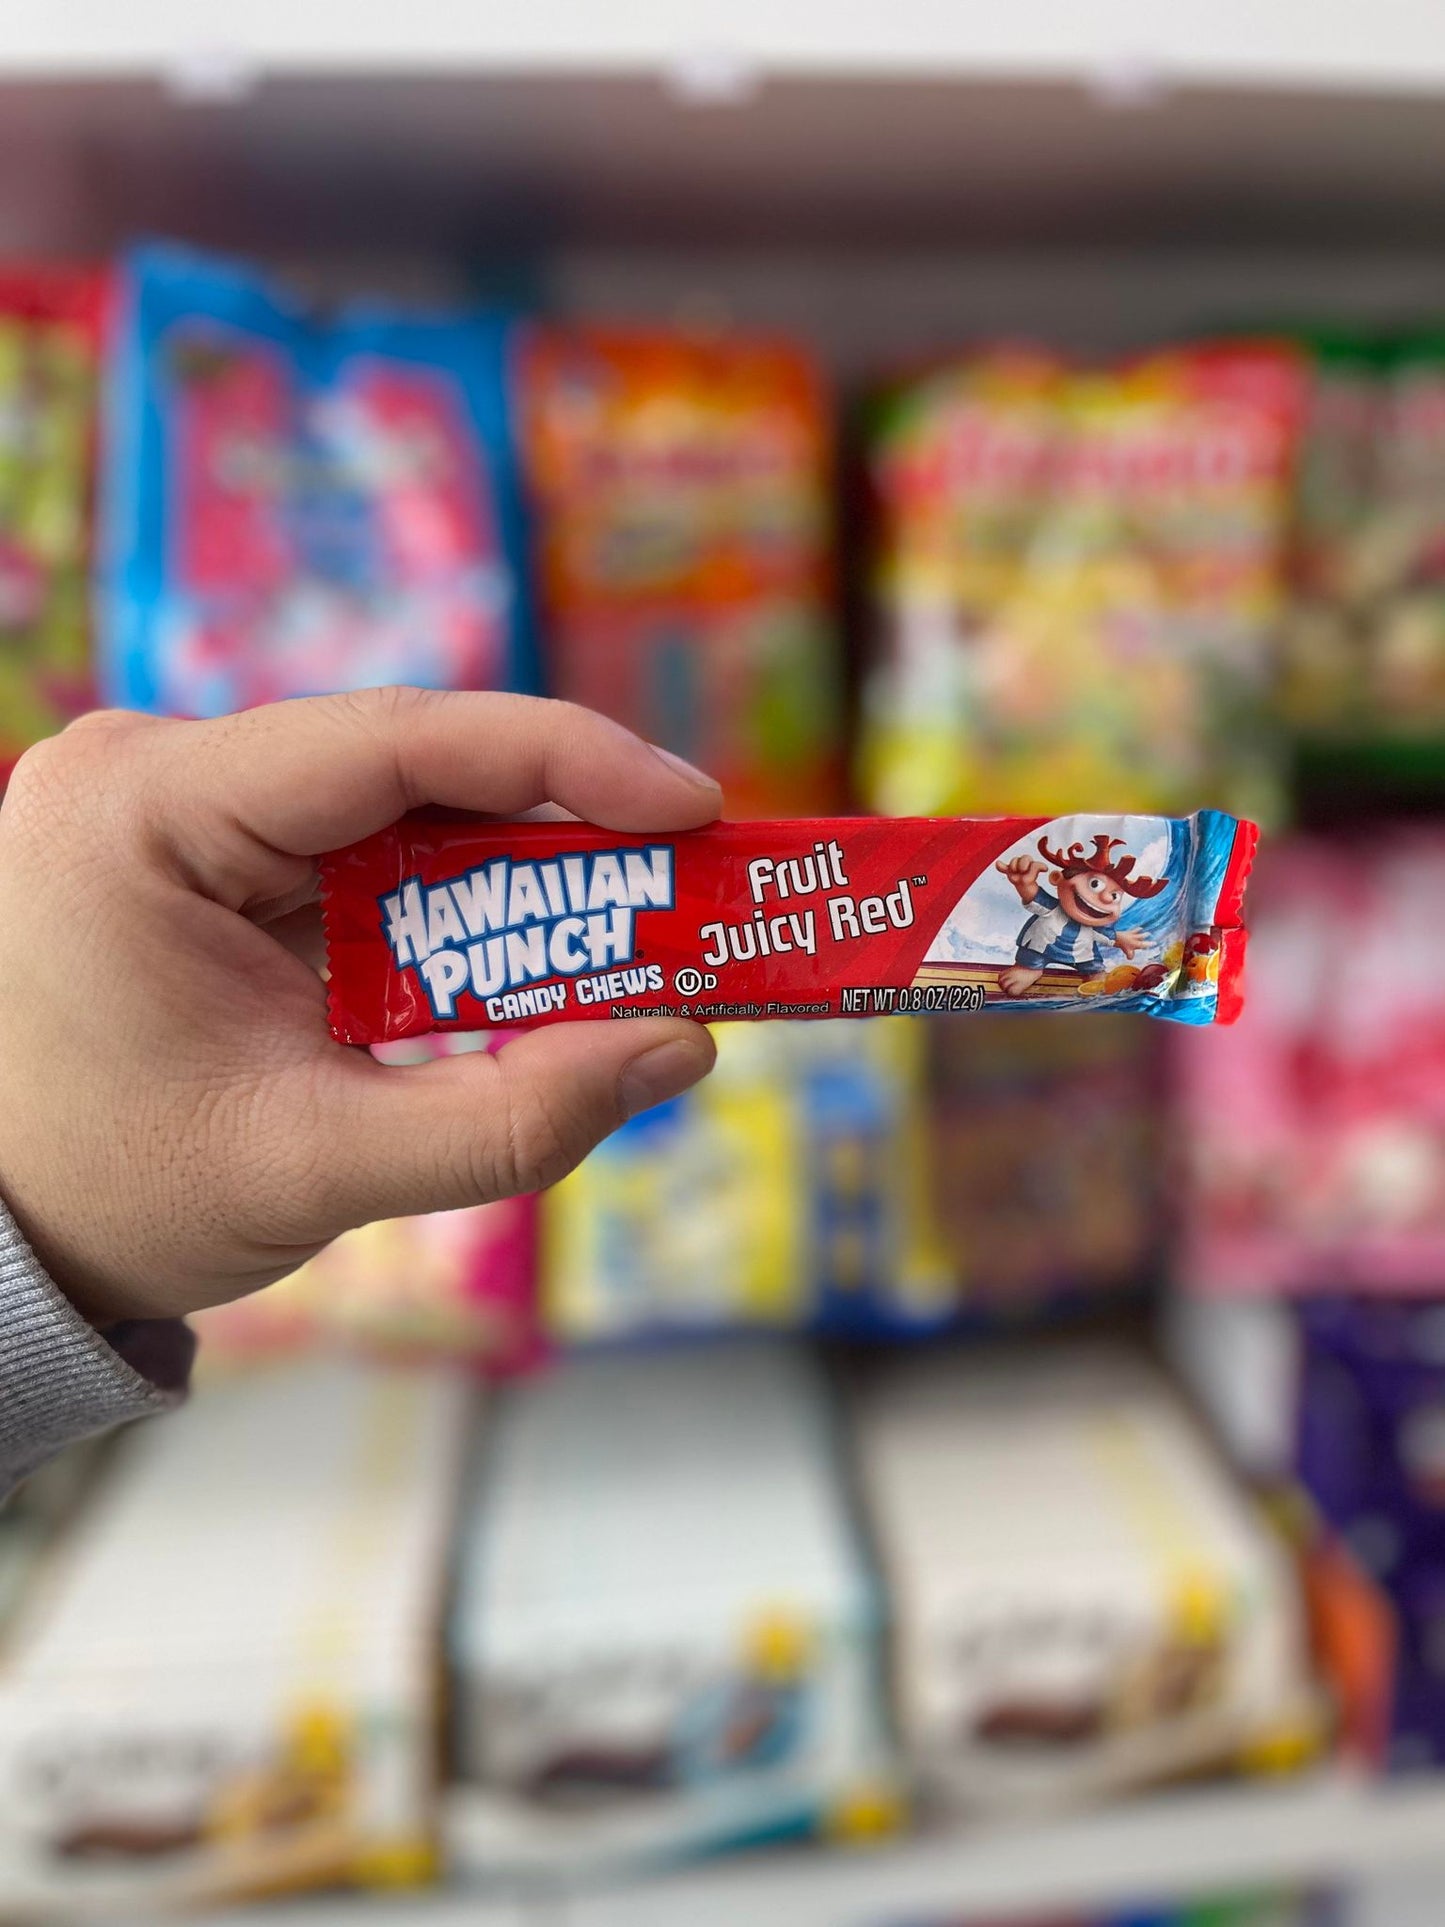 HAWAIIAN
PUNCH
CANDY CHEWS
U D
Fruit
Juicy Red™
Naturally & Artificially Flavored
NET WT 0.8 OZ (22g)